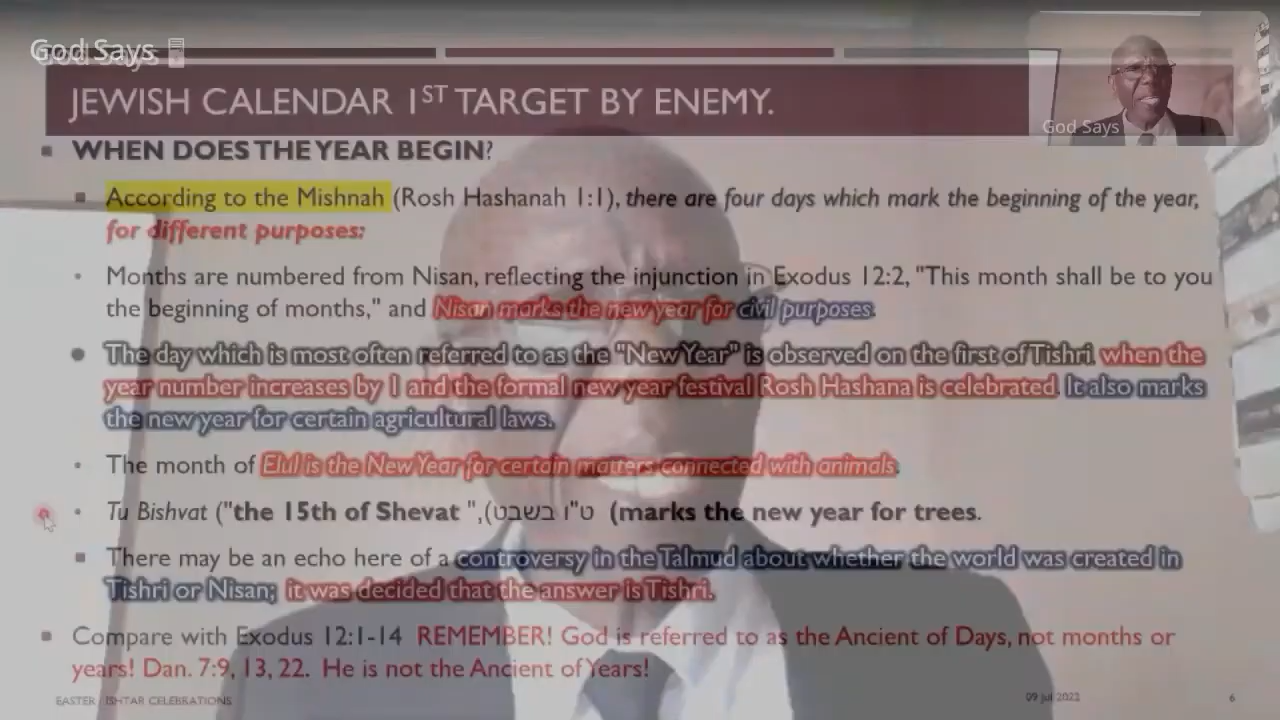 God Says
God Says
JEWISH CALENDAR 1ST TARGET BY ENEMY.
WHEN DOES THE YEAR BEGIN?
According to the Mishnah (Rosh Hashanah 1:1), there are four days which mark the beginning of the year,
for different purposes:
Months are numbered from Nisan, reflecting the injunction in Exodus 12:2, "This month shall be to you
the beginning of months," and Nisan marks the new year for civil purposes.
The day which is most often referred to as the "New Year" is observed on the first of Tishri, when the
year number increases by 1 and the formal new year festival Rosh Hashana is celebrated. It also marks
the new year for certain agricultural laws.
The month of Elul is the New Year for certain matters connected with animals.
Tu Bishvat ("the 15th of Shevat ",(ט"ו בשבט (marks the new year for trees.
There may be an echo here of a controversy in the Talmud about whether the world was created in
Tishri or Nisan; it was decided that the answer is Tishri.
Compare with Exodus 12:1-14 REMEMBER! God is referred to as the Ancient of Days, not months or
years! Dan. 7:9, 13, 22. He is not the Ancient of Years!
EASTER / ISHTAR CELEBRATIONS
09 Jul 2022
6